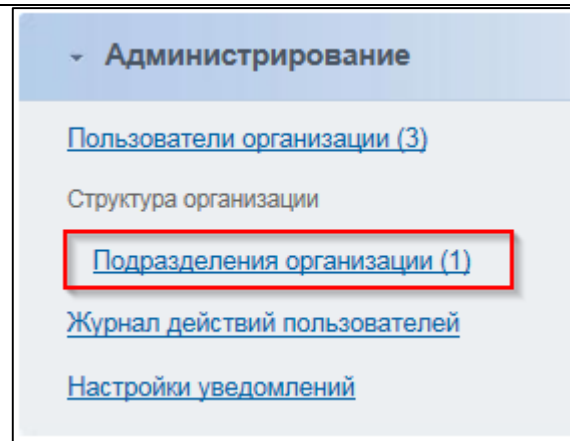 Администрирование
Пользователи организации (3)
Структура организации
Подразделения организации (1)
Журнал действий пользователей
Настройки уведомлений